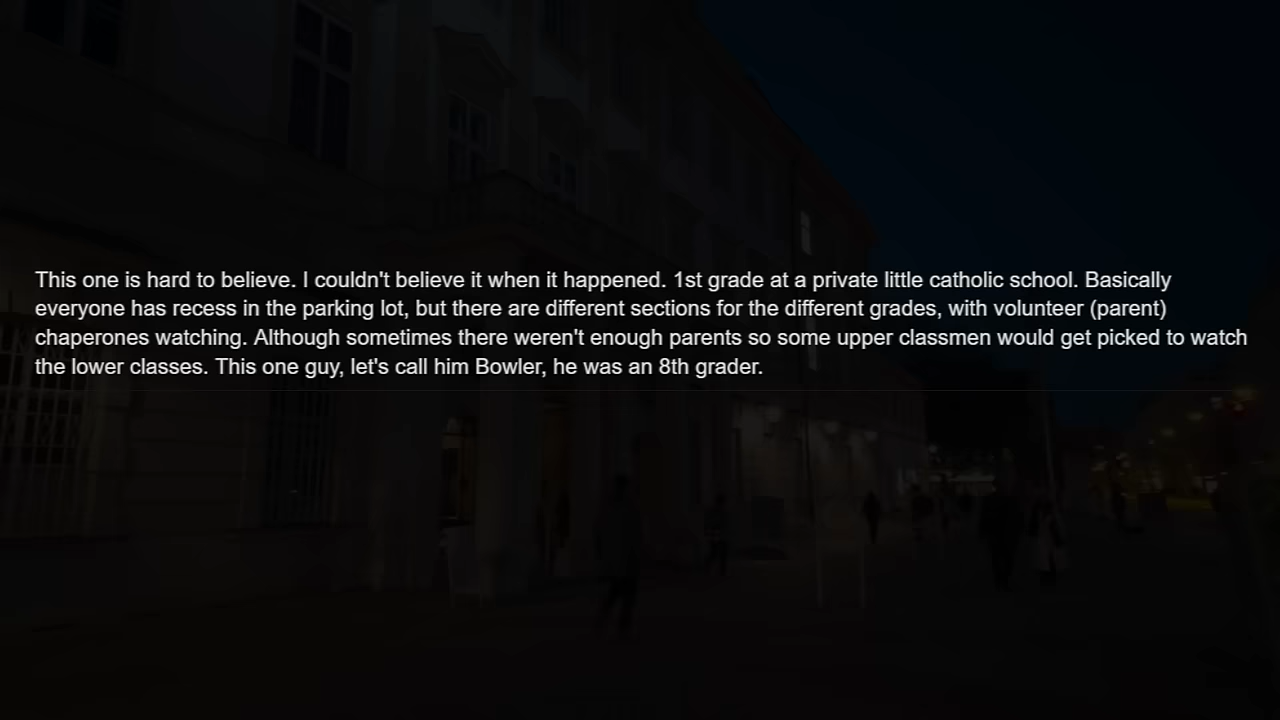 This one is hard to believe. I couldn't believe it when it happened. 1st grade at a private little catholic school. Basically
everyone has recess in the parking lot, but there are different sections for the different grades, with volunteer (parent)
chaperones watching. Although sometimes there weren't enough parents so some upper classmen would get picked to watch
the lower classes. This one guy, let's call him Bowler, he was an 8th grader.